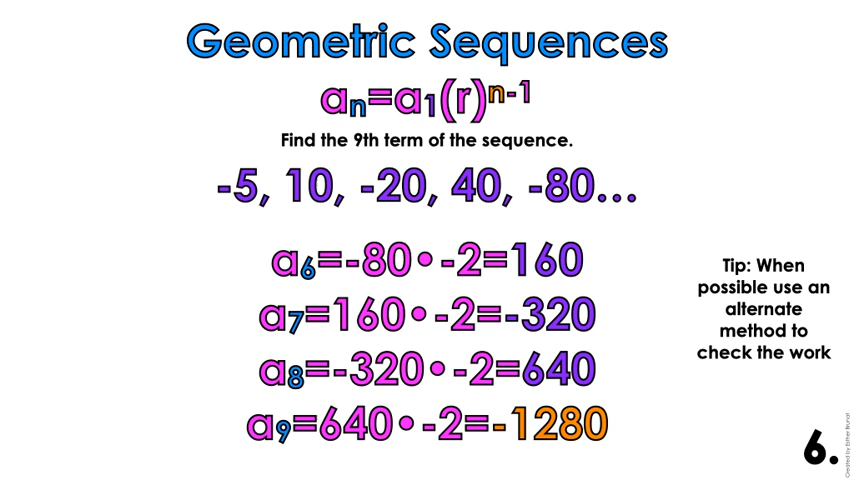 Geometric Sequences
aₙ=a₁(r)ⁿ⁻¹
Find the 9th term of the sequence.
-5, 10, -20, 40, -80...
a₆=-80•-2=160
a₇=160•-2=-320
a₈=-320•-2=640
a₉=640•-2=-1280
Tip: When
possible use an
alternate
method to
check the work
6.